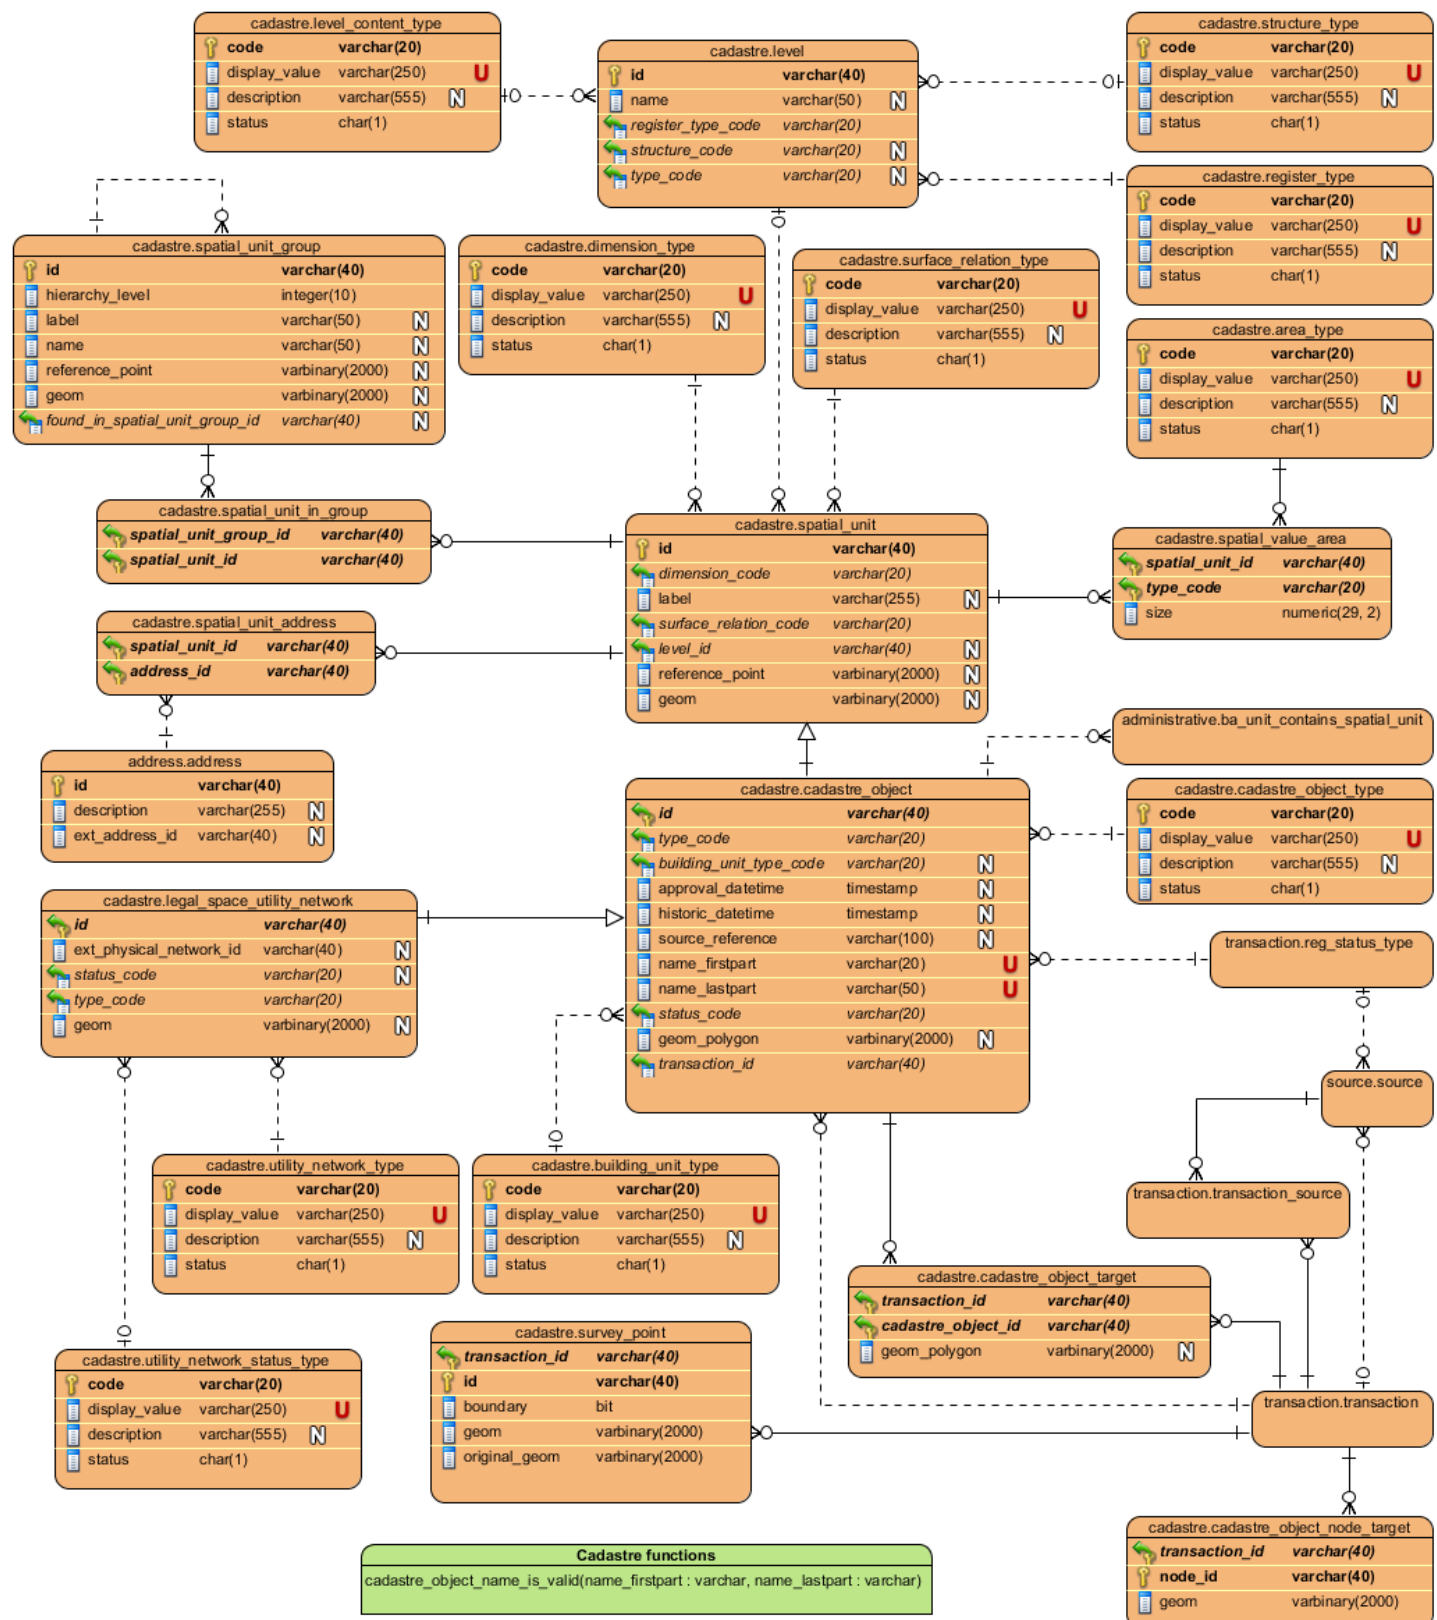 cadastre.level_content_type
code varchar(20)
display_value varchar(250) U
description varchar(555) N
status char(1)
cadastre.level
id varchar(40)
name varchar(50) N
register_type_code varchar(20)
structure_code varchar(20) N
type_code varchar(20) N
cadastre.structure_type
code varchar(20)
display_value varchar(250) U
description varchar(555) N
status char(1)
cadastre.register_type
code varchar(20)
display_value varchar(250) U
description varchar(555) N
status char(1)
cadastre.spatial_unit_group
id varchar(40)
hierarchy_level integer(10)
label varchar(50) N
name varchar(50) N
reference_point varbinary(2000) N
geom varbinary(2000) N
found_in_spatial_unit_group_id varchar(40) N
cadastre.dimension_type
code varchar(20)
display_value varchar(250) U
description varchar(555) N
status char(1)
cadastre.surface_relation_type
code varchar(20)
display_value varchar(250) U
description varchar(555) N
status char(1)
cadastre.area_type
code varchar(20)
display_value varchar(250) U
description varchar(555) N
status char(1)
cadastre.spatial_unit_in_group
spatial_unit_group_id varchar(40)
spatial_unit_id varchar(40)
cadastre.spatial_unit
id varchar(40)
dimension_code varchar(20)
label varchar(255) N
surface_relation_code varchar(20)
level_id varchar(40) N
reference_point varbinary(2000) N
geom varbinary(2000) N
cadastre.spatial_value_area
spatial_unit_id varchar(40)
type_code varchar(20)
size numeric(29, 2)
cadastre.spatial_unit_address
spatial_unit_id varchar(40)
address_id varchar(40)
administrative.ba_unit_contains_spatial_unit
address.address
id varchar(40)
description varchar(255) N
ext_address_id varchar(40) N
cadastre.cadastre_object
id varchar(40)
type_code varchar(20)
building_unit_type_code varchar(20) N
approval_datetime timestamp N
historic_datetime timestamp N
source_reference varchar(100) N
name_firstpart varchar(20) U
name_lastpart varchar(50) U
status_code varchar(20)
geom_polygon varbinary(2000) N
transaction_id varchar(40)
cadastre.cadastre_object_type
code varchar(20)
display_value varchar(250) U
description varchar(555) N
status char(1)
cadastre.legal_space_utility_network
id varchar(40)
ext_physical_network_id varchar(40) N
status_code varchar(20) N
type_code varchar(20)
geom varbinary(2000) N
transaction.reg_status_type
source.source
transaction.transaction_source
cadastre.utility_network_type
code varchar(20)
display_value varchar(250) U
description varchar(555) N
status char(1)
cadastre.building_unit_type
code varchar(20)
display_value varchar(250) U
description varchar(555) N
status char(1)
cadastre.cadastre_object_target
transaction_id varchar(40)
cadastre_object_id varchar(40)
geom_polygon varbinary(2000) N
cadastre.utility_network_status_type
code varchar(20)
display_value varchar(250) U
description varchar(555) N
status char(1)
cadastre.survey_point
transaction_id varchar(40)
id varchar(40)
boundary bit
geom varbinary(2000)
original_geom varbinary(2000)
transaction.transaction
cadastre.cadastre_object_node_target
transaction_id varchar(40)
node_id varchar(40)
geom varbinary(2000)
Cadastre functions
cadastre_object_name_is_valid(name_firstpart : varchar, name_lastpart : varchar)